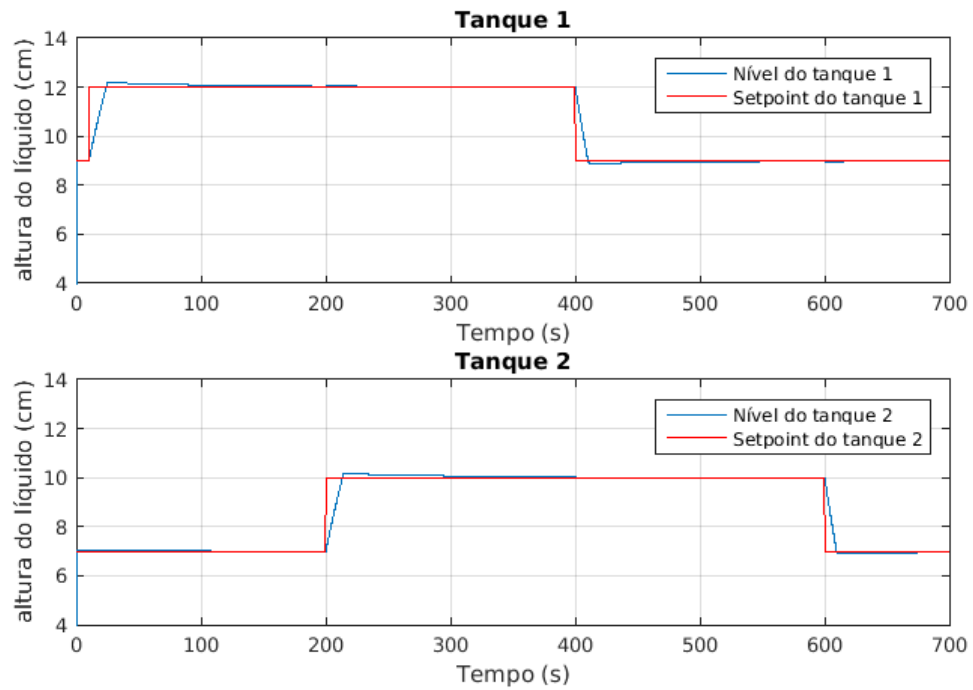 Tanque 1
14
12
10
8
6
4
altura do líquido (cm)
Nível do tanque 1
Setpoint do tanque 1
0 100 200 300 400 500 600 700
Tempo (s)
Tanque 2
14
12
10
8
6
4
altura do líquido (cm)
Nível do tanque 2
Setpoint do tanque 2
0 100 200 300 400 500 600 700
Tempo (s)